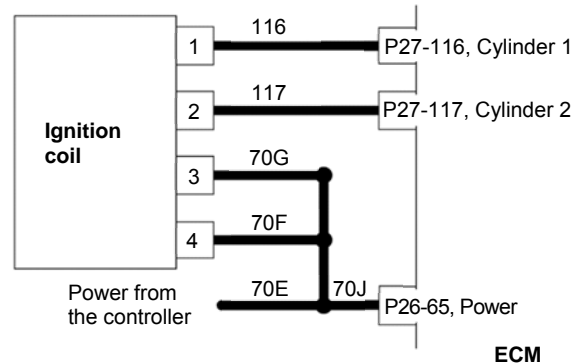 116
1
P27-116, Cylinder 1
117
2
P27-117, Cylinder 2
Ignition
coil
70G
3
70F
4
Power from
the controller
70E
70J
P26-65, Power
ECM